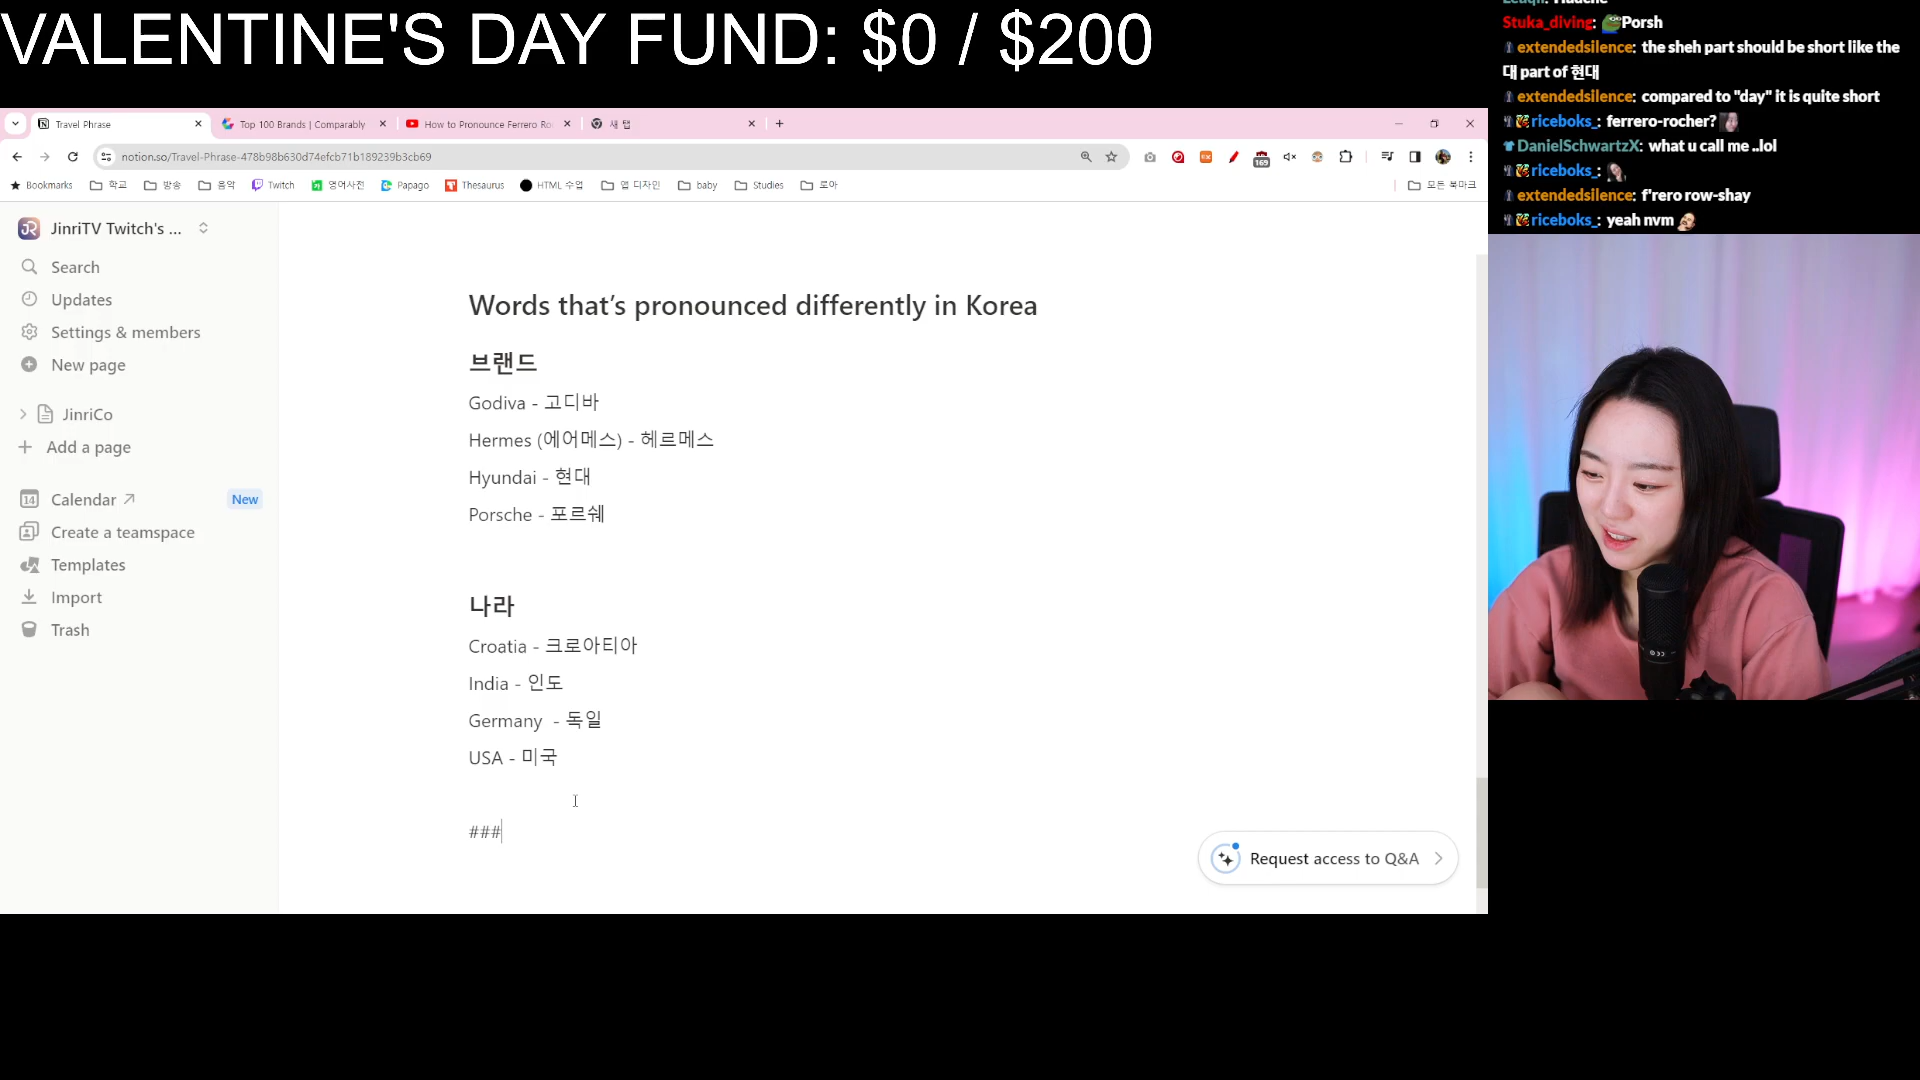 VALENTINE'S DAY FUND: $0 / $200
Stuka_diving: Porsh
extendedsilence: the sheh part should be short like the
대 part of 현대
extendedsilence: compared to "day" it is quite short
riceboks_: ferrero-rocher?
DanielSchwartzX: what u call me ..lol
riceboks_:
extendedsilence: f'rero row-shay
riceboks_: yeah nvm
Travel Phrase
Top 100 Brands | Comparably
How to Pronounce Ferrero Ro
새 탭
notion.so/Travel-Phrase-478b98b630d74efcb71b189239b3cb69
169
Bookmarks
학교
방송
음악
Twitch
영어사전
Papago
Thesaurus
HTML 수업
앱 디자인
baby
Studies
로아
모든 북마크
JinriTV Twitch's ...
Search
Updates
Settings & members
New page
JinriCo
Add a page
14 Calendar New
Create a teamspace
Templates
Import
Trash
Words that's pronounced differently in Korea
브랜드
Godiva - 고디바
Hermes (에어메스) - 헤르메스
Hyundai - 현대
Porsche - 포르쉐
나라
Croatia - 크로아티아
India - 인도
Germany - 독일
USA - 미국
###
Request access to Q&A